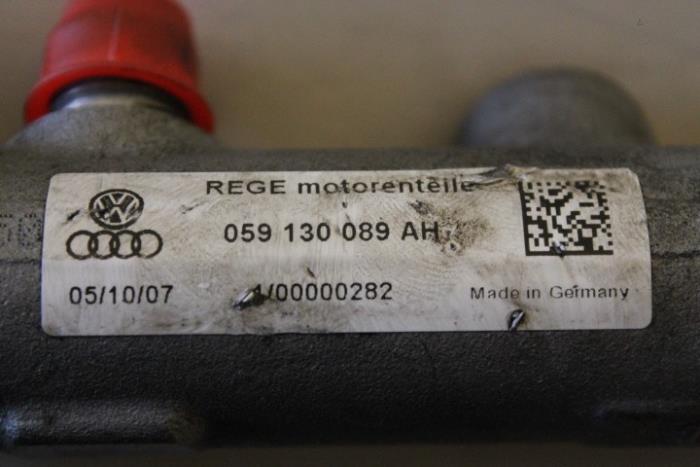 REGE motorenteile
059 130 089 AH
05/10/07 1/00000282 Made in Germany